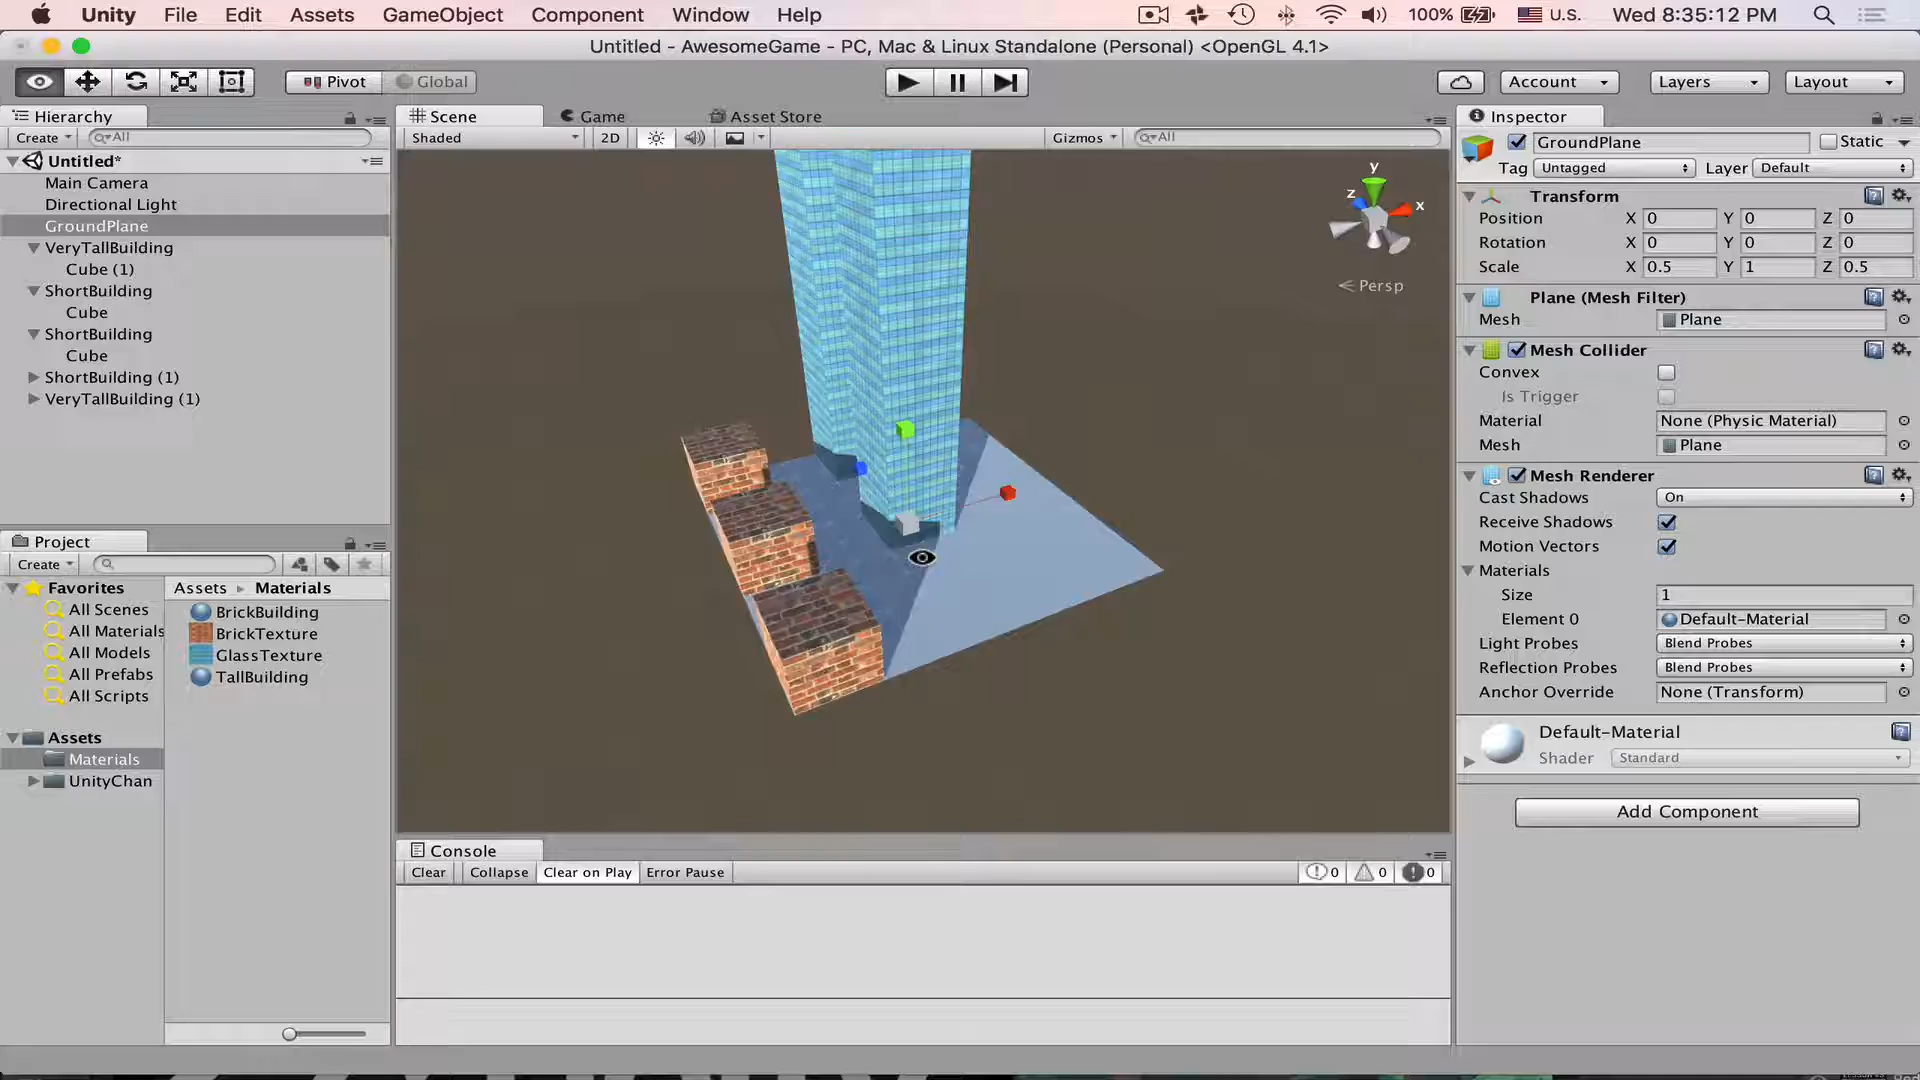 Unity File Edit Assets GameObject Component Window Help 100% U.S. Wed 8:35:12 PM
Untitled - AwesomeGame - PC, Mac & Linux Standalone (Personal) <OpenGL 4.1>
Pivot Global Account Layers Layout
Hierarchy
Create All
Untitled*
Main Camera
Directional Light
GroundPlane
VeryTallBuilding
Cube (1)
ShortBuilding
Cube
ShortBuilding
Cube
ShortBuilding (1)
VeryTallBuilding (1)
Project
Create
Favorites
All Scenes
All Materials
All Models
All Prefabs
All Scripts
Assets
Materials
UnityChan
Assets Materials
BrickBuilding
BrickTexture
GlassTexture
TallBuilding
Scene Game Asset Store
Shaded 2D Gizmos All
y
z
x
Persp
Console
Clear Collapse Clear on Play Error Pause 0 0 0
Inspector
GroundPlane Static
Tag Untagged Layer Default
Transform
Position X 0 Y 0 Z 0
Rotation X 0 Y 0 Z 0
Scale X 0.5 Y 1 Z 0.5
Plane (Mesh Filter)
Mesh Plane
Mesh Collider
Convex
Is Trigger
Material None (Physic Material)
Mesh Plane
Mesh Renderer
Cast Shadows On
Receive Shadows
Motion Vectors
Materials
Size 1
Element 0 Default-Material
Light Probes Blend Probes
Reflection Probes Blend Probes
Anchor Override None (Transform)
Default-Material
Shader Standard
Add Component